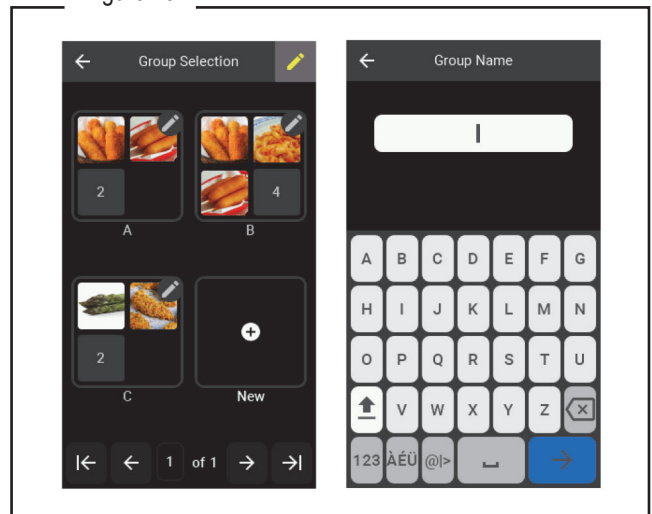 Group Selection
2
4
A
B
2
C
New
1 of 1
Group Name
A B C D E F G
H I J K L M N
O P Q R S T U
V W X Y Z
123 ÀÉÜ @|>